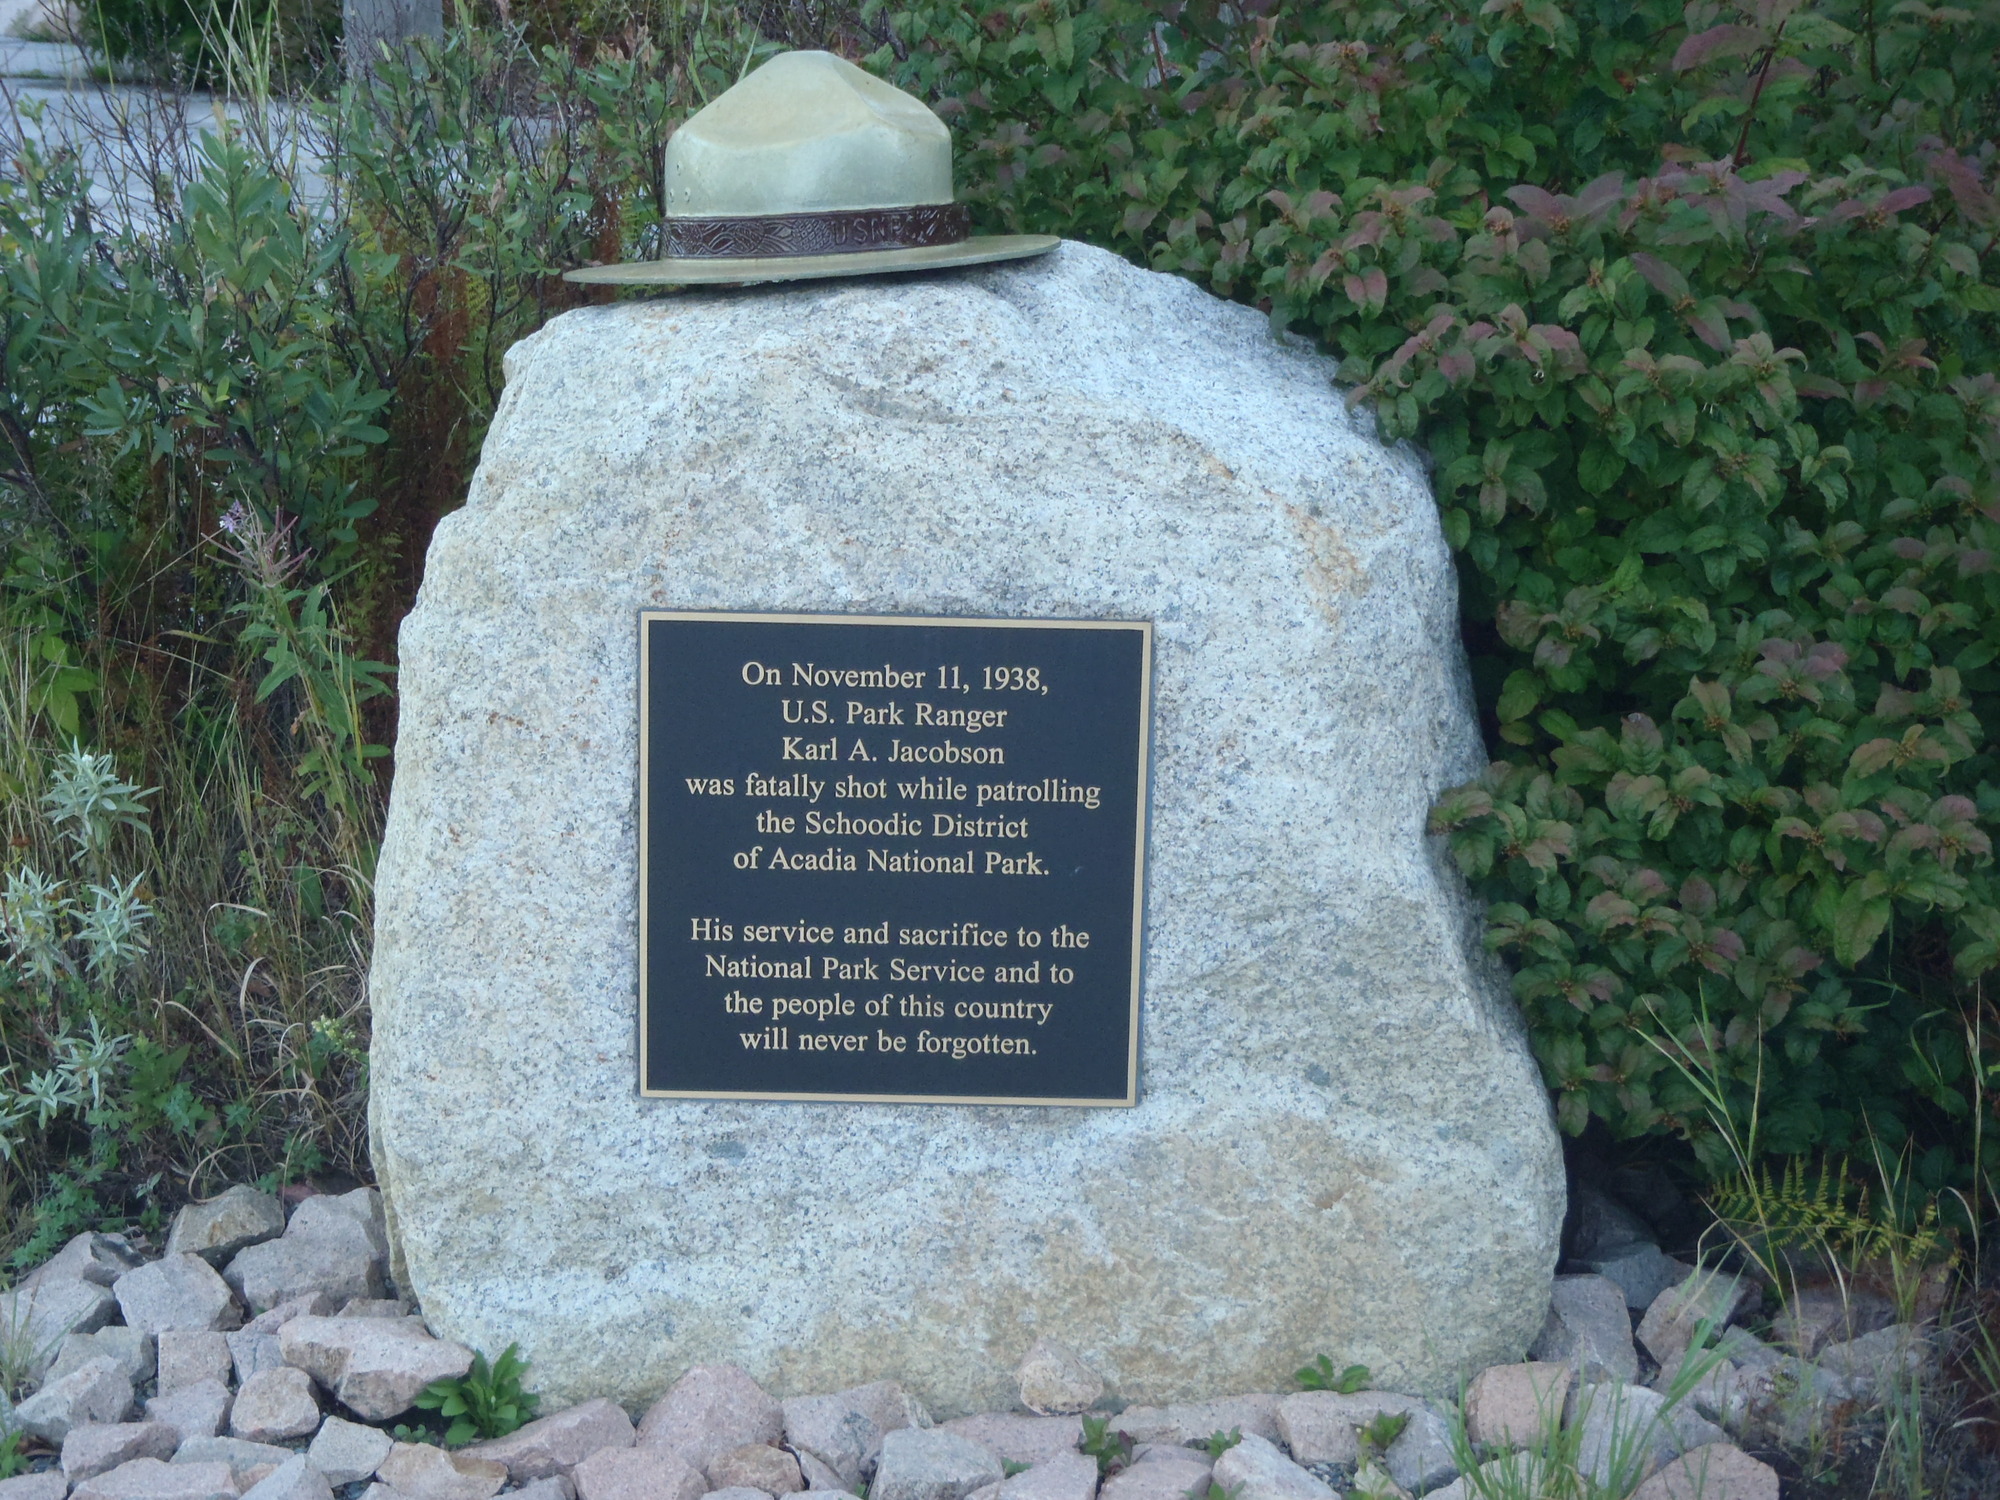 USNPS
On November 11, 1938,
U.S. Park Ranger
Karl A. Jacobson
was fatally shot while patrolling
the Schoodic District
of Acadia National Park.
His service and sacrifice to the
National Park Service and to
the people of this country
will never be forgotten.